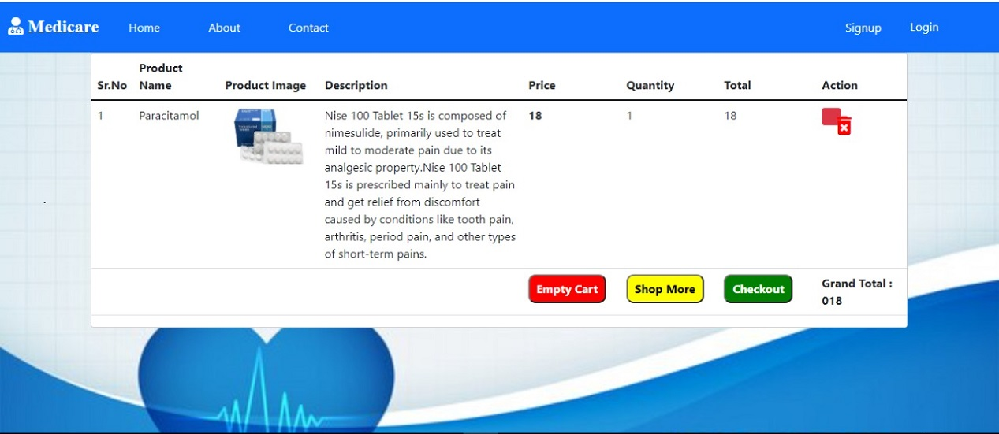 Medicare Home About Contact Signup Login
Product
Sr.No Name Product Image Description Price Quantity Total Action
1 Paracitamol Nise 100 Tablet 15s is composed of 18 1 18
nimesulide, primarily used to treat
mild to moderate pain due to its
analgesic property.Nise 100 Tablet
15s is prescribed mainly to treat pain
and get relief from discomfort
caused by conditions like tooth pain,
arthritis, period pain, and other types
of short-term pains.
Empty Cart Shop More Checkout Grand Total :
018